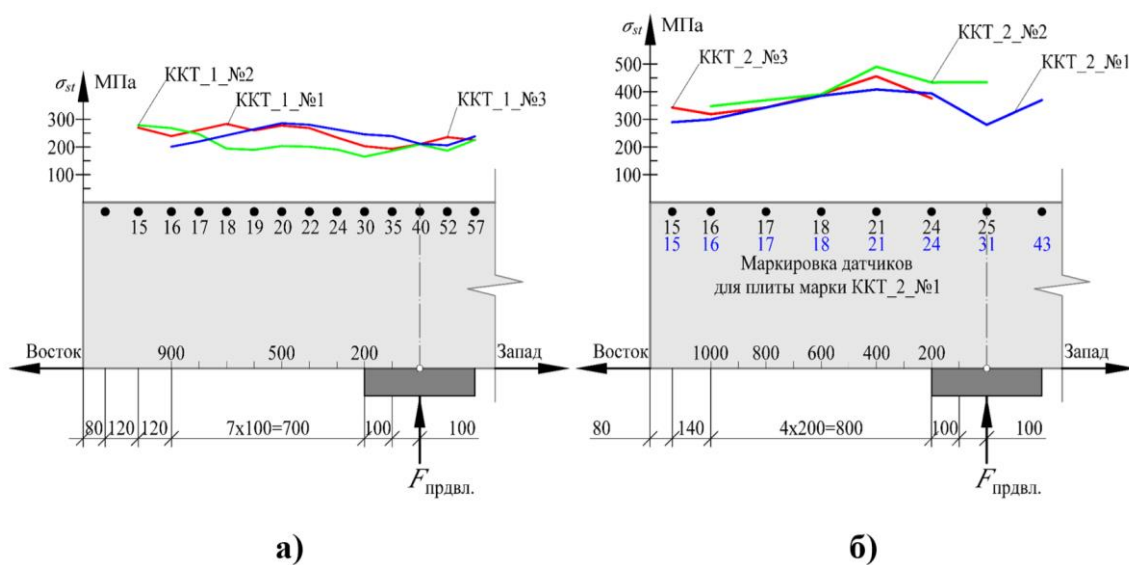 σst МПа
ККТ_1_№2
ККТ_1_№1
ККТ_1_№3
300
200
100
15 16 17 18 19 20 22 24 30 35 40 52 57
Восток 900 500 200 Запад
80 120 120 7x100=700 100 100
Fпрдвл.
а)
σst МПа
ККТ_2_№2
ККТ_2_№3
ККТ_2_№1
500
400
300
200
100
15 16 17 18 21 24 25
15 16 17 18 21 24 31 43
Маркировка датчиков
для плиты марки ККТ_2_№1
Восток 1000 800 600 400 200 Запад
80 140 4x200=800 100 100
Fпрдвл.
б)